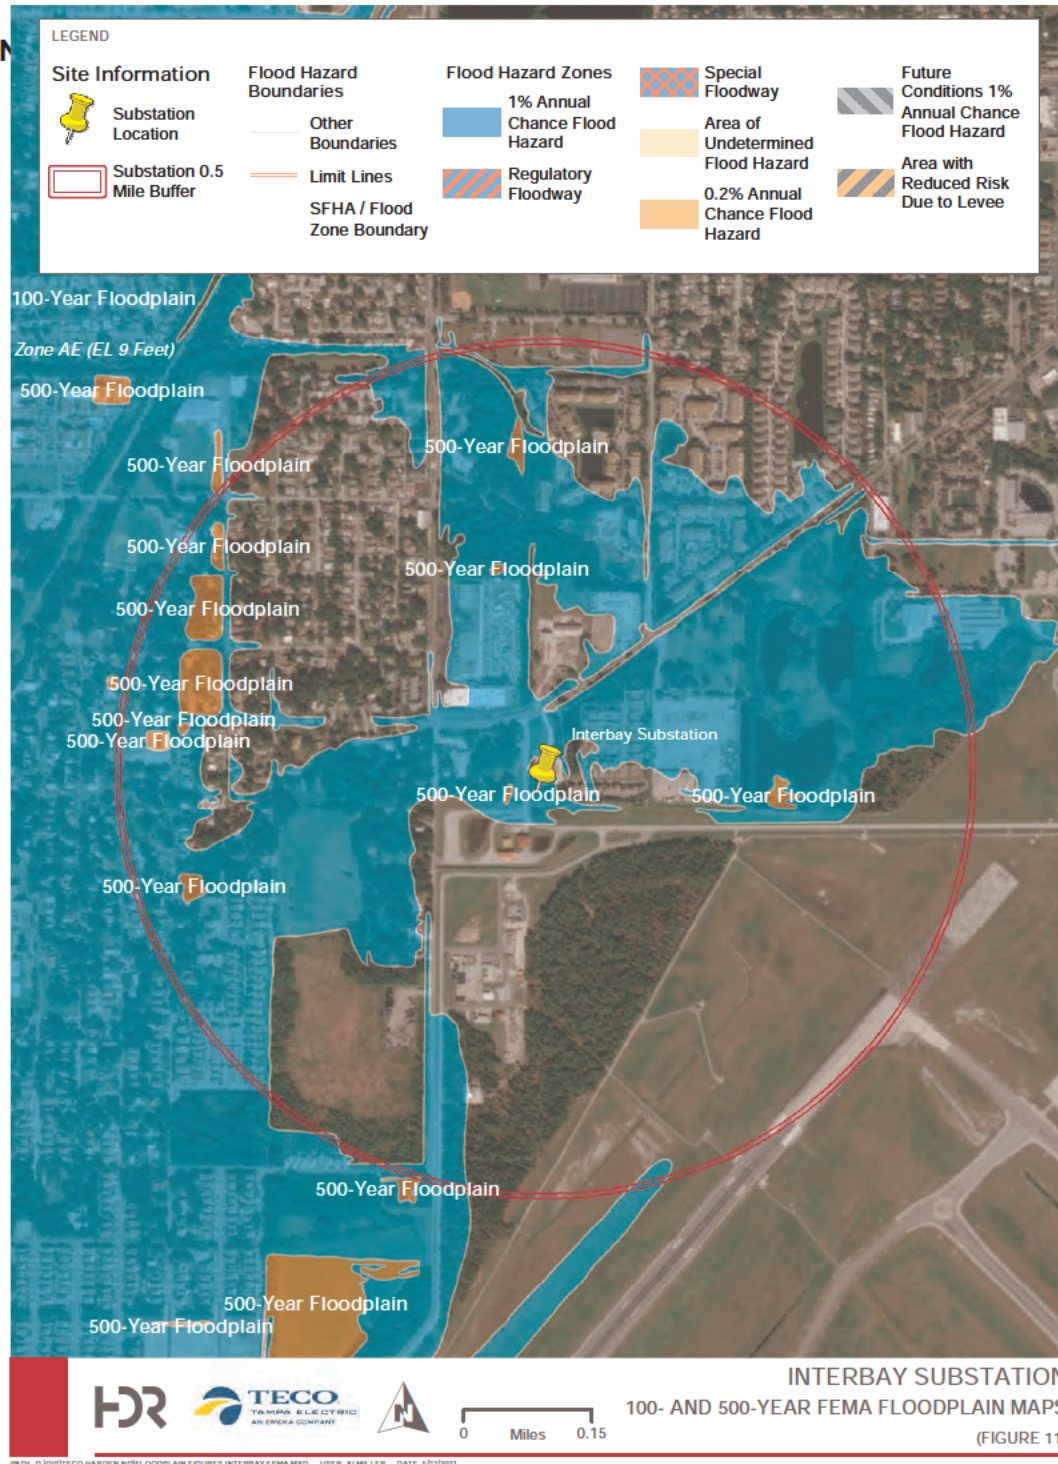 N
LEGEND
Site Information
Substation
Location
Substation 0.5
Mile Buffer
Flood Hazard
Boundaries
Other
Boundaries
Limit Lines
SFHA / Flood
Zone Boundary
Flood Hazard Zones
1% Annual
Chance Flood
Hazard
Regulatory
Floodway
Special
Floodway
Area of
Undetermined
Flood Hazard
0.2% Annual
Chance Flood
Hazard
Future
Conditions 1%
Annual Chance
Flood Hazard
Area with
Reduced Risk
Due to Levee
100-Year Floodplain
Zone AE (EL 9 Feet)
500-Year Floodplain
500-Year Floodplain
500-Year Floodplain
500-Year Floodplain
500-Year Floodplain
500-Year Floodplain
500-Year Floodplain
500-Year Floodplain
500-Year Floodplain
Interbay Substation
500-Year Floodplain
500-Year Floodplain
500-Year Floodplain
500-Year Floodplain
500-Year Floodplain
500-Year Floodplain
HDR
TECO
TAMPA ELECTRIC
AN EMERA COMPANY
N
0 Miles 0.15
INTERBAY SUBSTATION
100- AND 500-YEAR FEMA FLOODPLAIN MAPS
(FIGURE 11